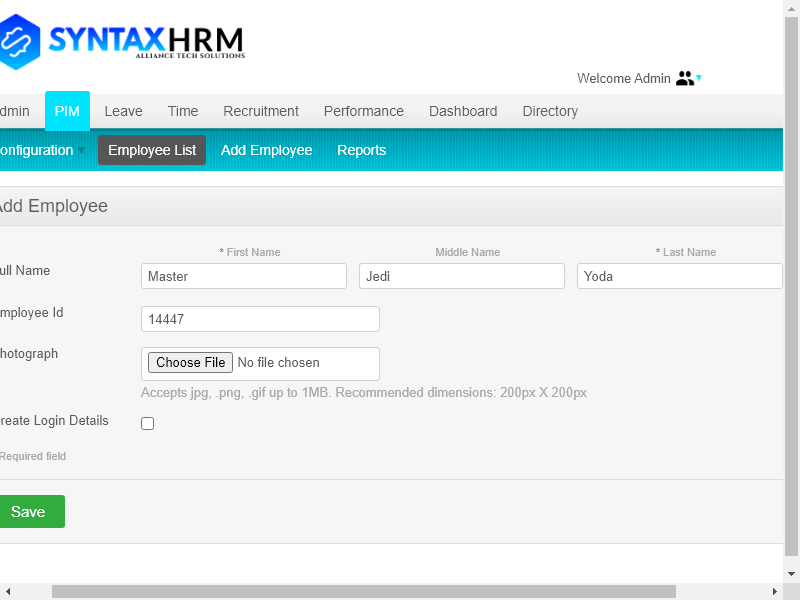 SYNTAXHRM
ALLIANCE TECH SOLUTIONS
Welcome Admin
dmin PIM Leave Time Recruitment Performance Dashboard Directory
onfiguration Employee List Add Employee Reports
Add Employee
* First Name Middle Name * Last Name
ull Name Master Jedi Yoda
mployee Id 14447
hotograph Choose File No file chosen
Accepts jpg, .png, .gif up to 1MB. Recommended dimensions: 200px X 200px
reate Login Details
Required field
Save